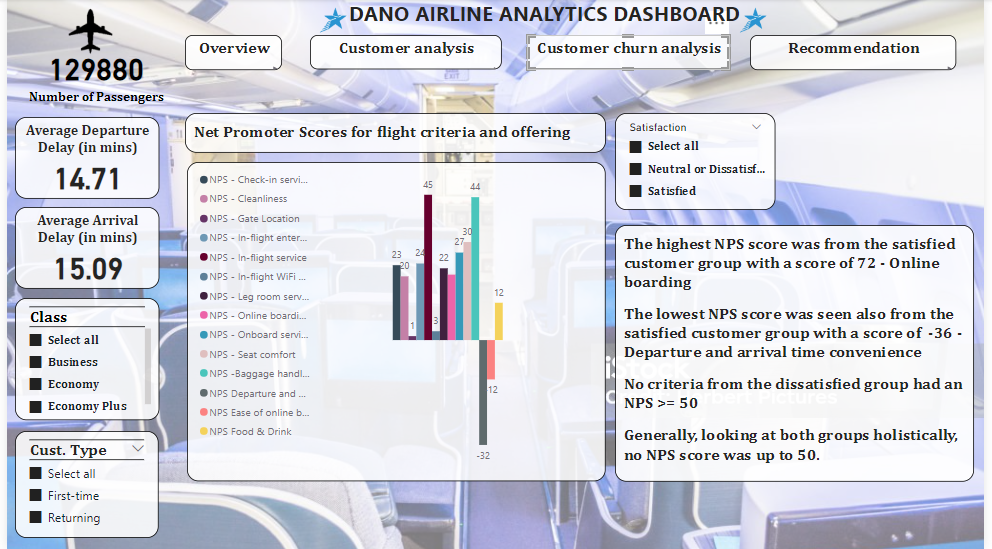 DANO AIRLINE ANALYTICS DASHBOARD
129880
Number of Passengers
Overview
Customer analysis
Customer churn analysis
Recommendation
Average Departure
Delay (in mins)
14.71
Average Arrival
Delay (in mins)
15.09
Class
Select all
Business
Economy
Economy Plus
Cust. Type
Select all
First-time
Returning
Net Promoter Scores for flight criteria and offering
NPS - Check-in servi...
NPS - Cleanliness
NPS - Gate Location
NPS - In-flight enter...
NPS - In-flight service
NPS - In-flight WiFi ...
NPS - Leg room serv...
NPS - Online boardi...
NPS - Onboard servi...
NPS - Seat comfort
NPS -Baggage handl...
NPS Departure and ...
NPS Ease of online b...
NPS Food & Drink
23
20
1
24
45
3
22
27
30
44
-32
12
12
Satisfaction
Select all
Neutral or Dissatisf...
Satisfied
The highest NPS score was from the satisfied
customer group with a score of 72 - Online
boarding
The lowest NPS score was seen also from the
satisfied customer group with a score of -36 -
Departure and arrival time convenience
No criteria from the dissatisfied group had an
NPS >= 50
Generally, looking at both groups holistically,
no NPS score was up to 50.
EXIT